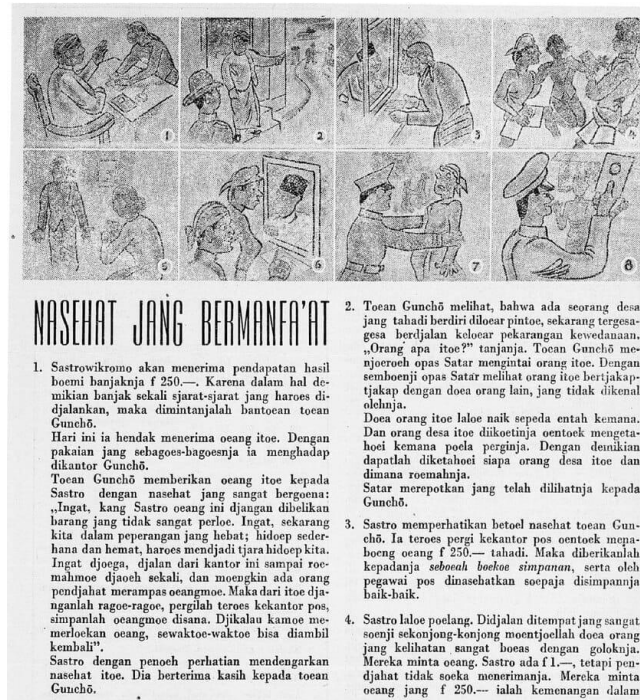 1
2
3
4
5
6
7
8
NASEHAT JANG BERMANFA'AT
1. Sastrowikromo akan menerima pendapatan hasil
boemi banjaknja f 250.—. Karena dalam hal de-
mikian banjak sekali sjarat-sjarat jang haroes di-
djalankan, maka dimintanjalah bantoean toean
Gunchō.
Hari ini ia hendak menerima oeang itoe. Dengan
pakaian jang sebagoes-bagoesnja ia menghadap
dikantor Gunchō.
Toean Gunchō memberikan oeang itoe kepada
Sastro dengan nasehat jang sangat bergoena:
„Ingat, kang Sastro oeang ini djangan dibelikan
barang jang tidak sangat perloe. Ingat, sekarang
kita dalam peperangan jang hebat; hidoep seder-
hana dan hemat, haroes mendjadi tjara hidoep kita.
Ingat djoega, djalan dari kantor ini sampai roe-
mahmoe djaoeh sekali, dan moengkin ada orang
pendjahat merampas oeangmoe. Maka dari itoe dja-
nganlah ragoe-ragoe, pergilah teroes kekantor pos,
simpanlah oeangmoe disana. Djikalau kamoe me-
merloekan oeang, sewaktoe-waktoe bisa diambil
kembali”.
Sastro dengan penoeh perhatian mendengarkan
nasehat itoe. Dia berterima kasih kepada toean
Gunchō.
2. Toean Gunchō melihat, bahwa ada seorang desa
jang tahadi berdiri diloear pintoe, sekarang tergesa-
gesa berdjalan keloear pekarangan kewedanaan.
„Orang apa itoe?” tanjanja. Toean Gunchō me-
njoeroeh opas Satar mengintai orang itoe. Dengan
semboenji opas Satar melihat orang itoe bertjakap-
tjakap dengan doea orang lain, jang tidak dikenal
olehnja.
Doea orang itoe laloe naik sepeda entah kemana.
Dan orang desa itoe diikoetinja oentoek mengeta-
hoei kemana poela perginja. Dengan demikian
dapatlah diketahoei siapa orang desa itoe dan
dimana roemahnja.
Satar merepotkan jang telah dilihatnja kepada
Gunchō.
3. Sastro memperhatikan betoel nasehat toean Gun-
chō. Ia teroes pergi kekantor pos oentoek mena-
boeng oeang f 250.— tahadi. Maka diberikanlah
kepadanja seboeah boekoe simpanan, serta oleh
pegawai pos dinasehatkan soepaja disimpannja
baik-baik.
4. Sastro laloe poelang. Didjalan ditempat jang sangat
soenji sekonjong-konjong moentjoellah doea orang
jang kelihatan sangat boeas dengan goloknja.
Mereka minta oeang. Sastro ada f 1.—, tetapi pen-
djahat tidak soeka menerimanja. Mereka minta
oeang jang f 250.— ialah kemenangan dalam